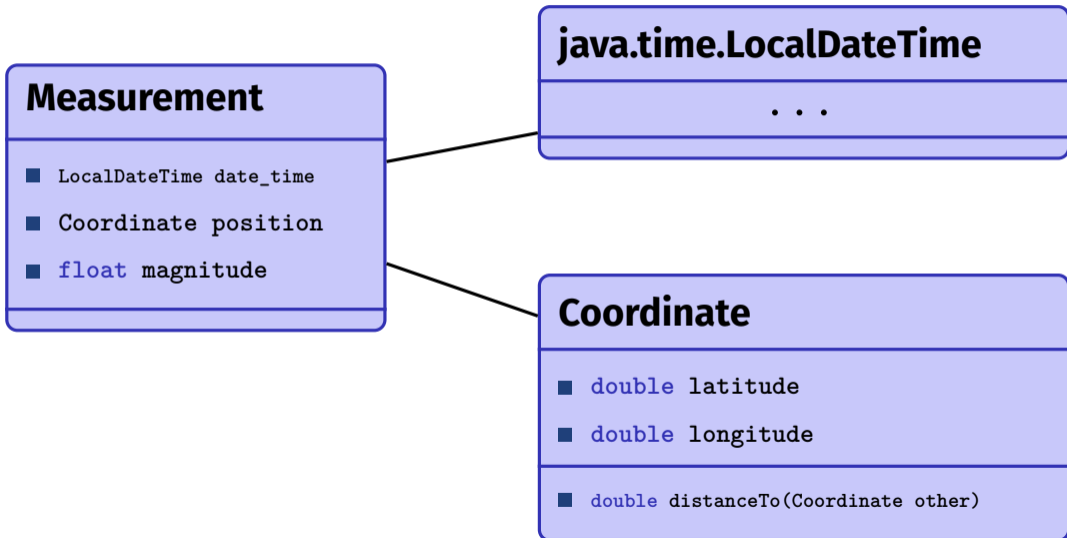 Measurement
LocalDateTime date_time
Coordinate position
float magnitude
java.time.LocalDateTime
...
Coordinate
double latitude
double longitude
double distanceTo(Coordinate other)